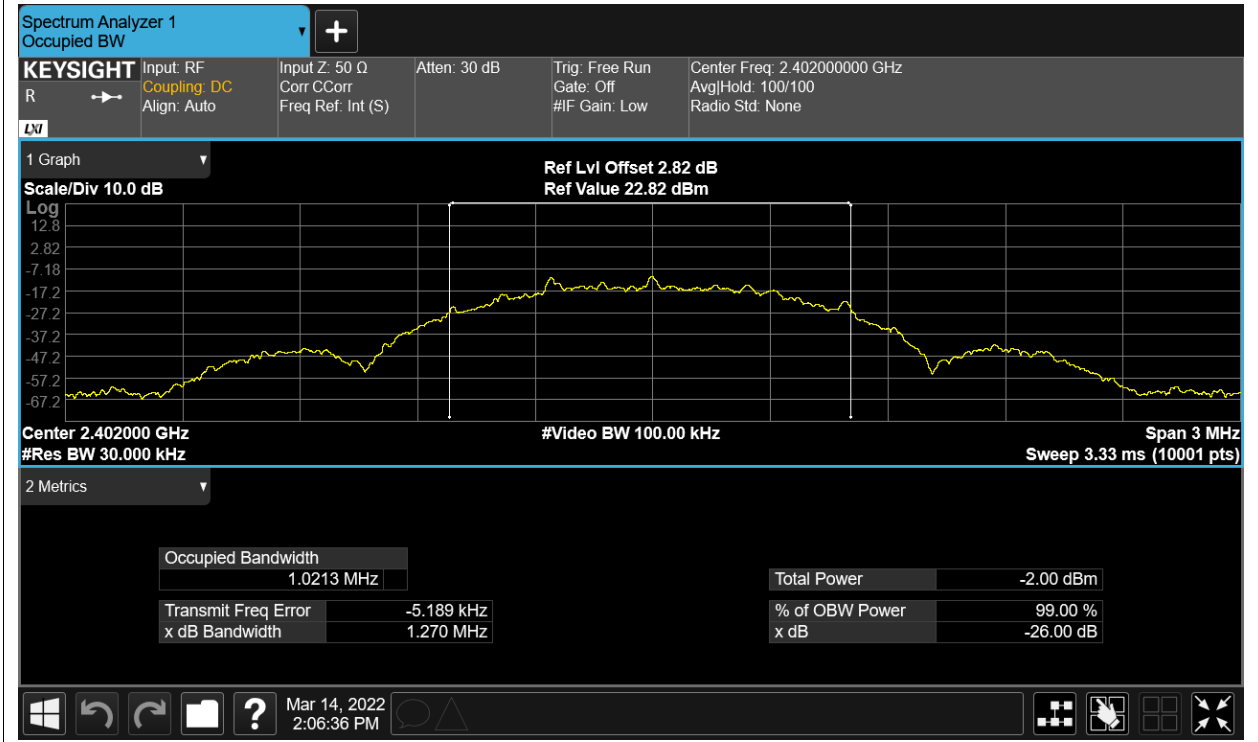 Spectrum Analyzer 1
Occupied BW
KEYSIGHT
R
LXI
Input: RF
Coupling: DC
Align: Auto
Input Z: 50 Ω
Corr CCorr
Freq Ref: Int (S)
Atten: 30 dB
Trig: Free Run
Gate: Off
#IF Gain: Low
Center Freq: 2.402000000 GHz
Avg|Hold: 100/100
Radio Std: None
1 Graph
Scale/Div 10.0 dB
Ref Lvl Offset 2.82 dB
Ref Value 22.82 dBm
Log
12.8
2.82
-7.18
-17.2
-27.2
-37.2
-47.2
-57.2
-67.2
Center 2.402000 GHz
#Res BW 30.000 kHz
#Video BW 100.00 kHz
Span 3 MHz
Sweep 3.33 ms (10001 pts)
2 Metrics
Occupied Bandwidth
1.0213 MHz
Transmit Freq Error -5.189 kHz
x dB Bandwidth 1.270 MHz
Total Power -2.00 dBm
% of OBW Power 99.00 %
x dB -26.00 dB
Mar 14, 2022
2:06:36 PM